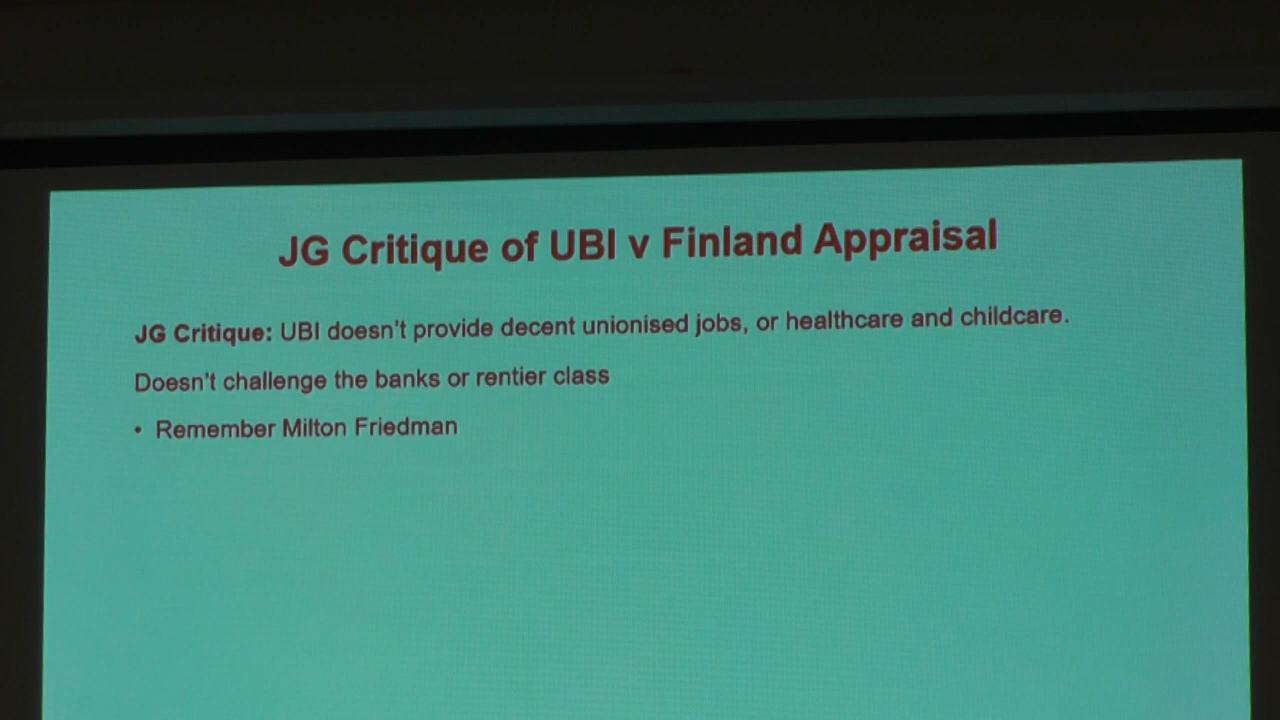 JG Critique of UBI v Finland Appraisal
JG Critique: UBI doesn't provide decent unionised jobs, or healthcare and childcare.
Doesn't challenge the banks or rentier class
• Remember Milton Friedman